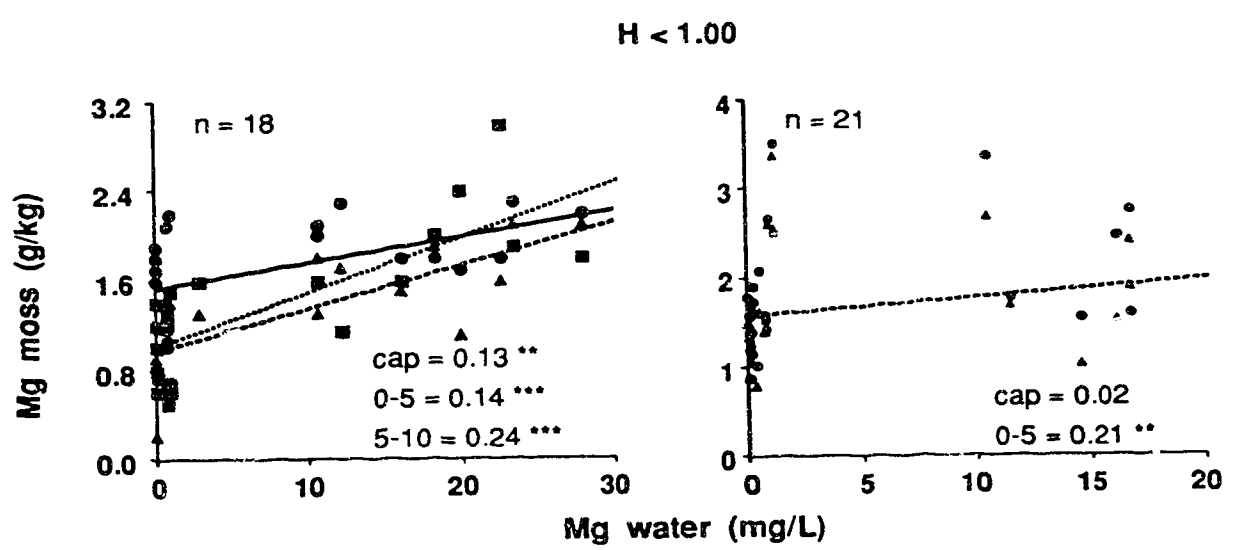 H < 1.00
Mg moss (g/kg)
3.2
2.4
1.6
0.8
0.0
n = 18
cap = 0.13 **
0-5 = 0.14 ***
5-10 = 0.24 ***
0
10
20
30
4
3
2
1
0
n = 21
cap = 0.02
0-5 = 0.21 **
0
5
10
15
20
Mg water (mg/L)